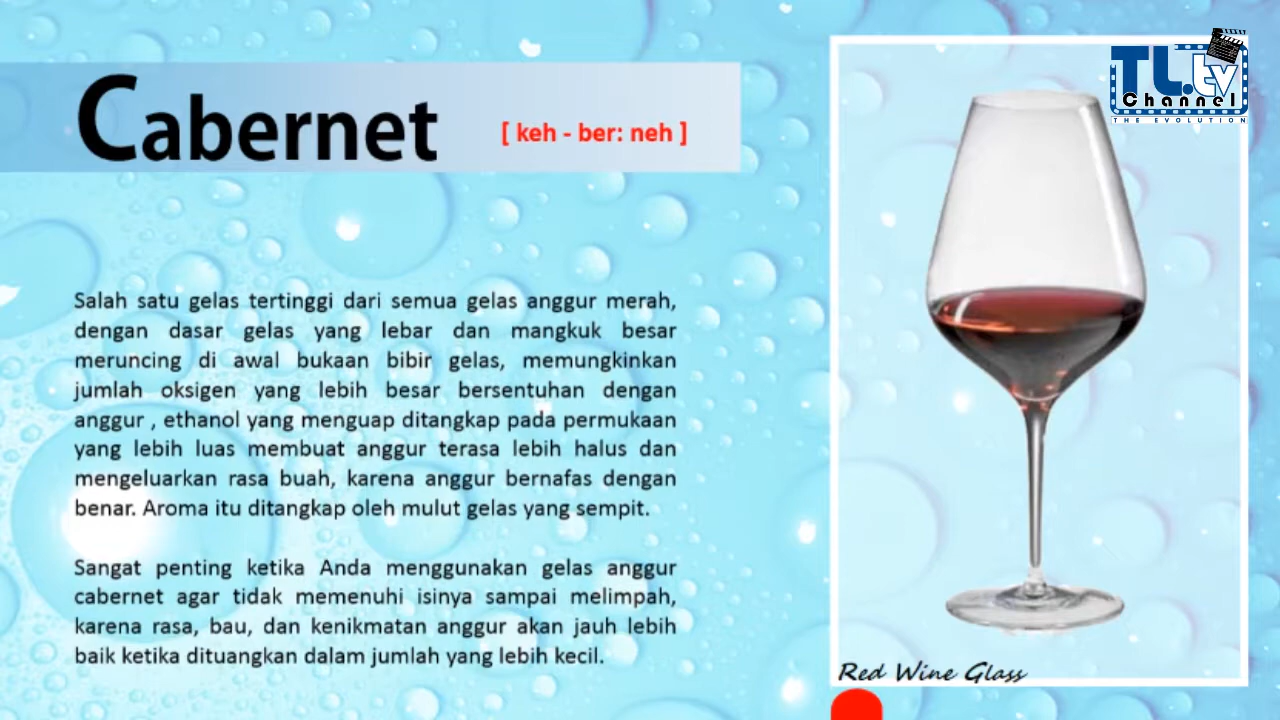 TL.tv
Channel
THE EVOLUTION
Cabernet [ keh - ber: neh ]
Salah satu gelas tertinggi dari semua gelas anggur merah,
dengan dasar gelas yang lebar dan mangkuk besar
meruncing di awal bukaan bibir gelas, memungkinkan
jumlah oksigen yang lebih besar bersentuhan dengan
anggur , ethanol yang menguap ditangkap pada permukaan
yang lebih luas membuat anggur terasa lebih halus dan
mengeluarkan rasa buah, karena anggur bernafas dengan
benar. Aroma itu ditangkap oleh mulut gelas yang sempit.
Sangat penting ketika Anda menggunakan gelas anggur
cabernet agar tidak memenuhi isinya sampai melimpah,
karena rasa, bau, dan kenikmatan anggur akan jauh lebih
baik ketika dituangkan dalam jumlah yang lebih kecil.
Red Wine Glass